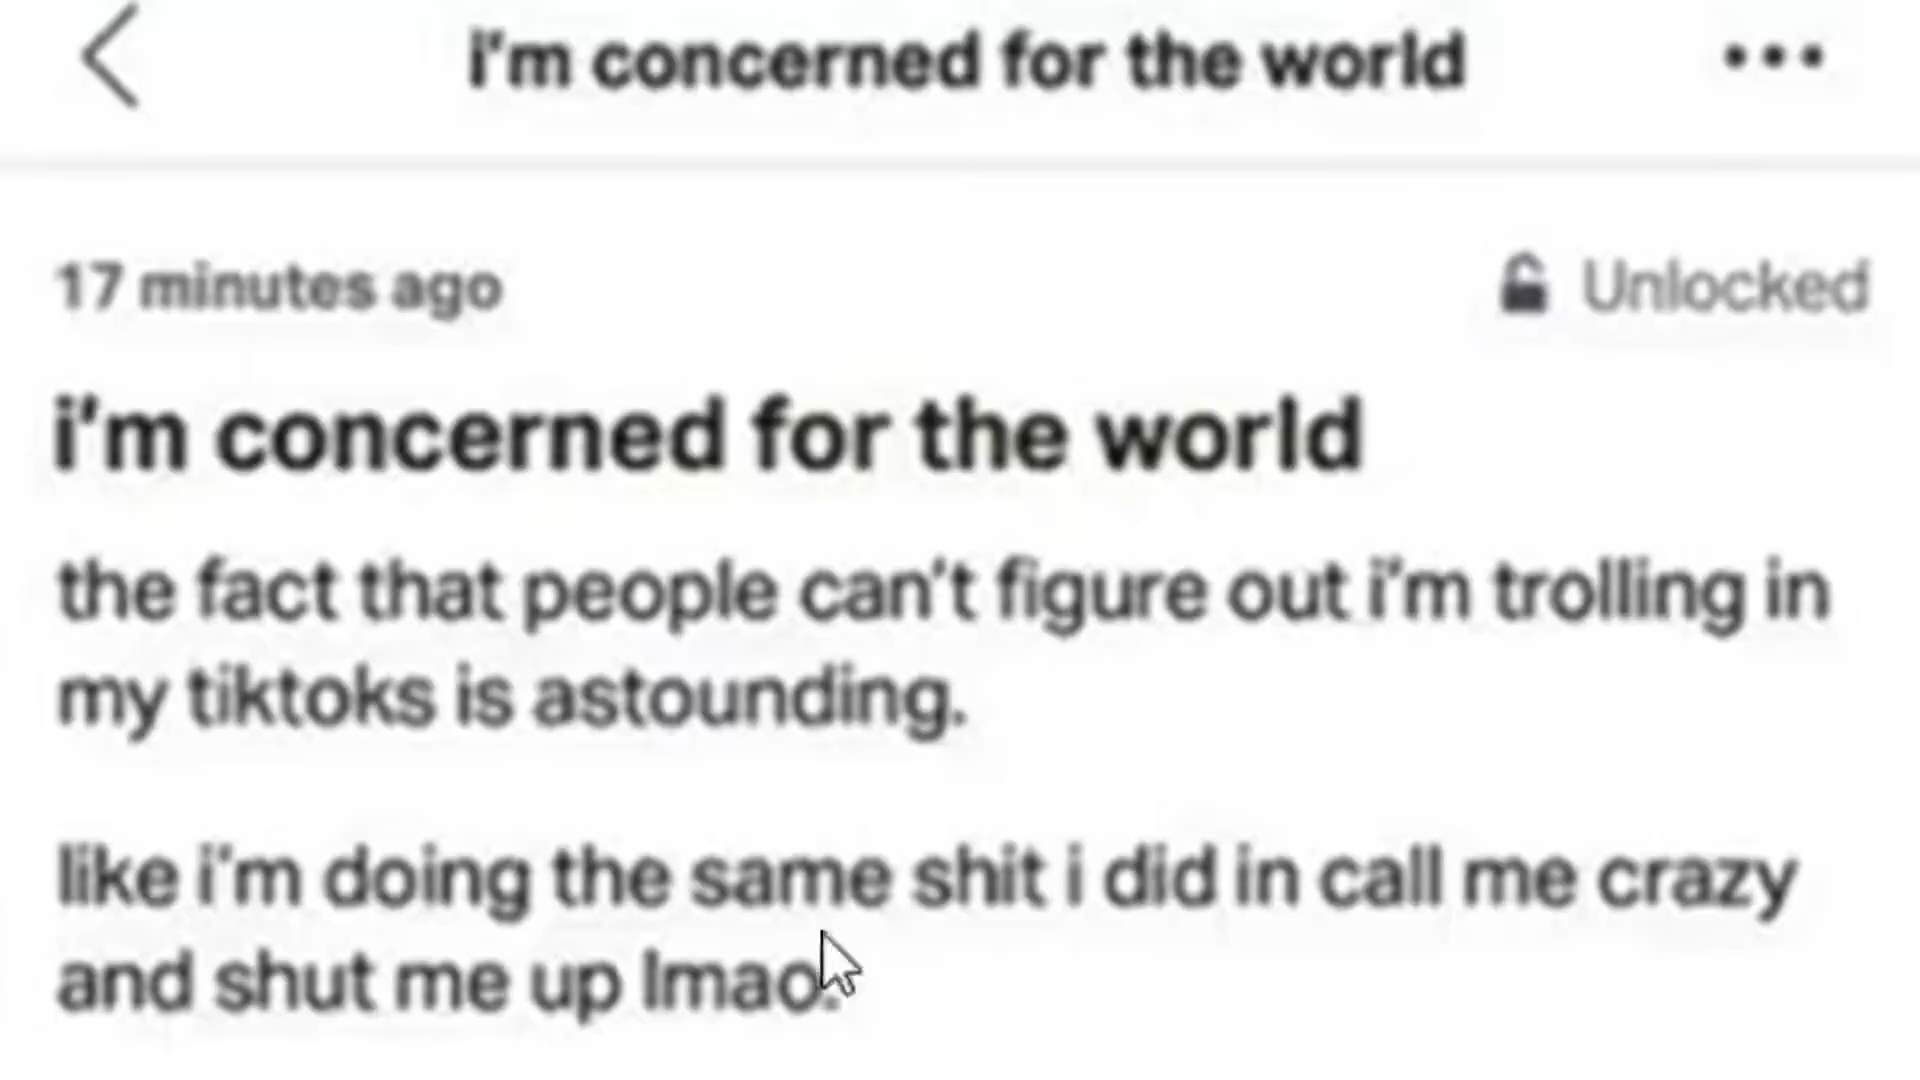 i'm concerned for the world
17 minutes ago
Unlocked
i'm concerned for the world
the fact that people can't figure out i'm trolling in
my tiktoks is astounding.
like i'm doing the same shit i did in call me crazy
and shut me up lmao.